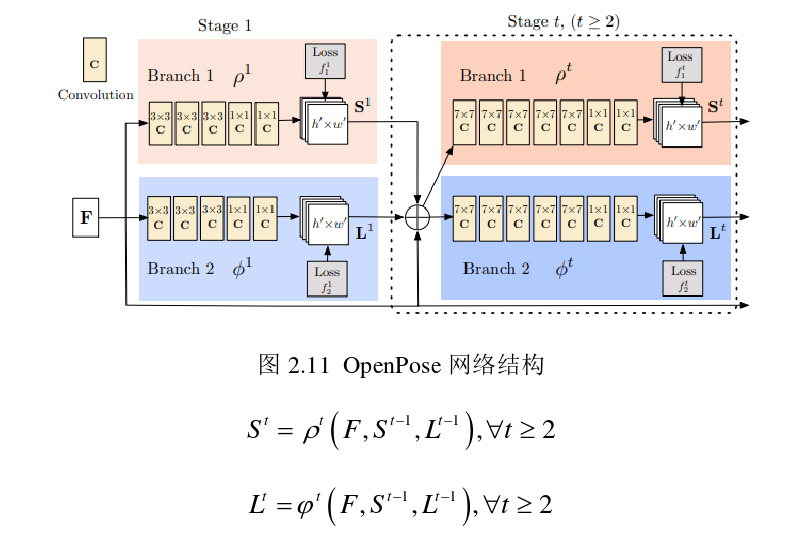 Stage 1
Stage t, (t ≥ 2)
C
Convolution
Branch 1 ρ¹
Loss
f₁¹
3×3 C 3×3 C 3×3 C 1×1 C 1×1 C
h′×w′
S¹
Branch 1 ρᵗ
Loss
f₁ᵗ
7×7 C 7×7 C 7×7 C 7×7 C 7×7 C 1×1 C 1×1 C
h′×w′
Sᵗ
F
3×3 C 3×3 C 3×3 C 1×1 C 1×1 C
h′×w′
L¹
Branch 2 ϕ¹
Loss
f₂¹
7×7 C 7×7 C 7×7 C 7×7 C 7×7 C 1×1 C 1×1 C
h′×w′
Lᵗ
Branch 2 ϕᵗ
Loss
f₂ᵗ
图 2.11 OpenPose 网络结构
Sᵗ = ρᵗ(F, Sᵗ⁻¹, Lᵗ⁻¹), ∀t ≥ 2
Lᵗ = φᵗ(F, Sᵗ⁻¹, Lᵗ⁻¹), ∀t ≥ 2